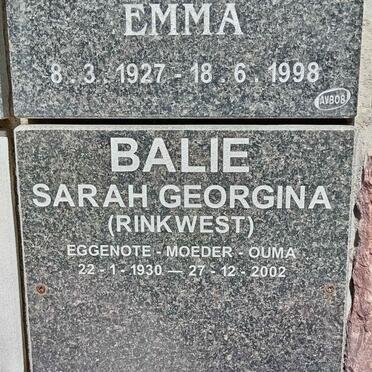 EMMA
8.3.1927 - 18.6.1998
AVBOB
BALIE
SARAH GEORGINA
(RINKWEST)
EGGENOTE - MOEDER - OUMA
22-1-1930 — 27-12-2002